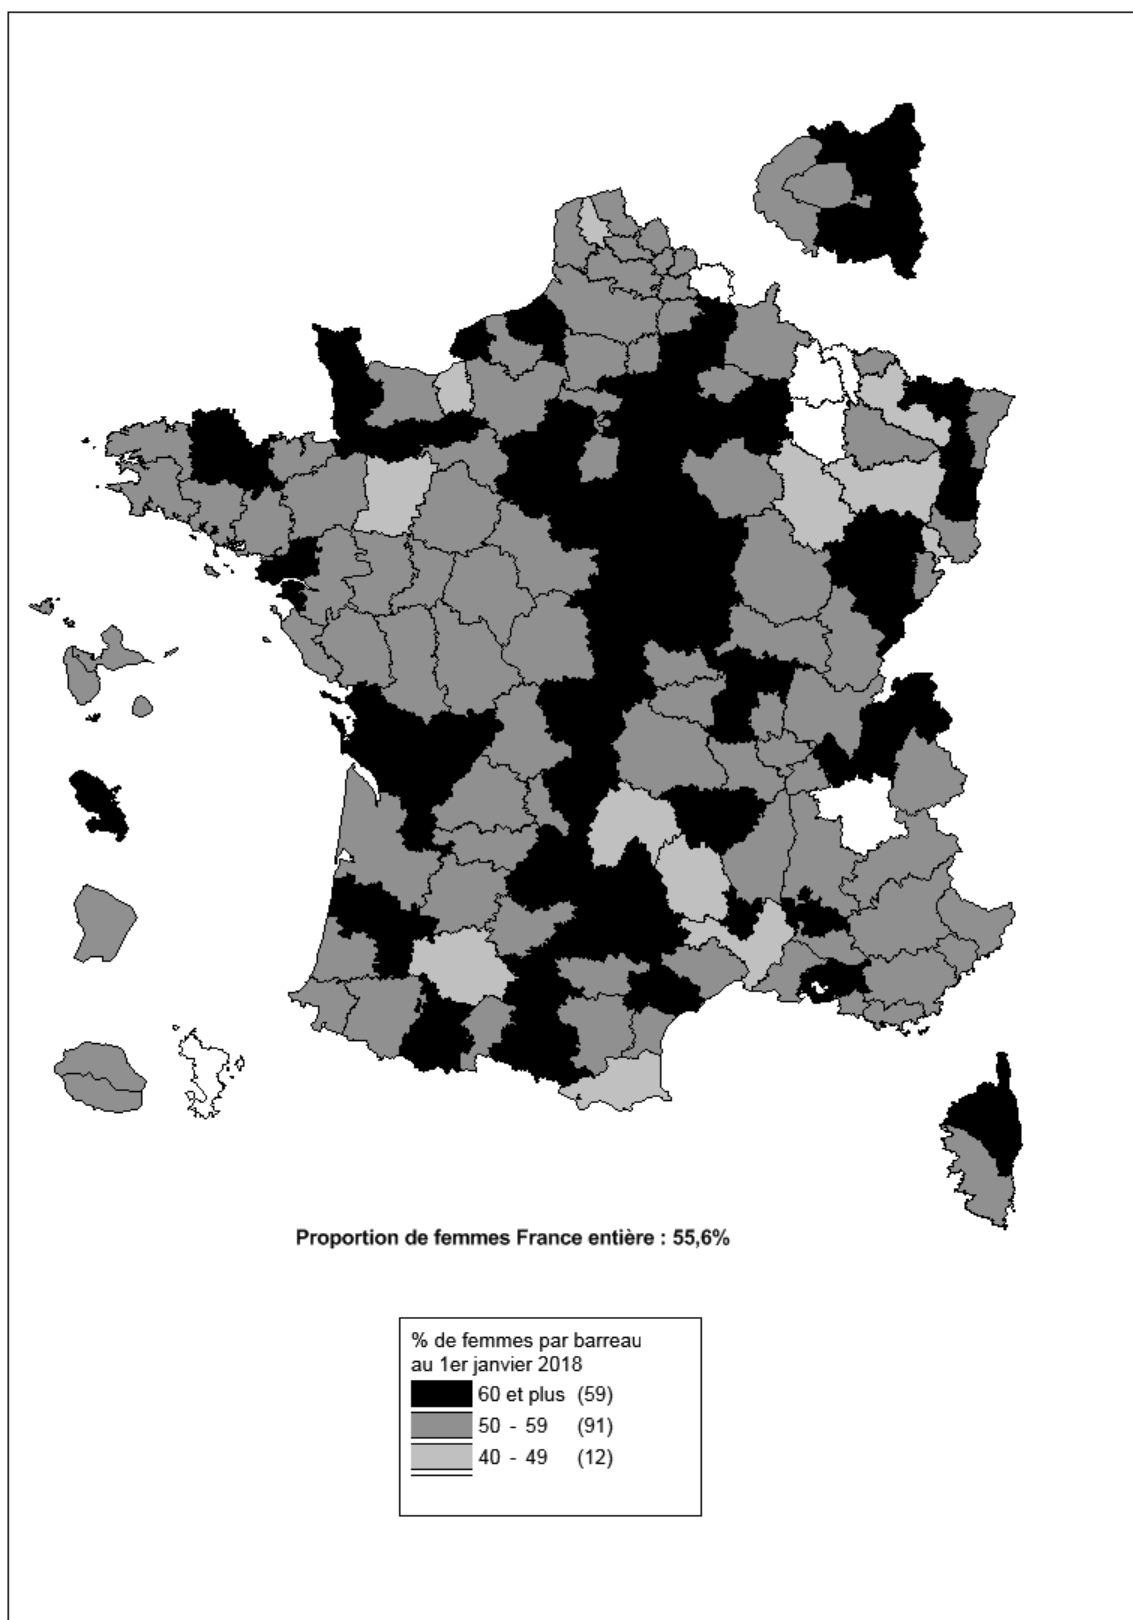 Proportion de femmes France entière : 55,6%
% de femmes par barreau
au 1er janvier 2018
60 et plus (59)
50 - 59 (91)
40 - 49 (12)